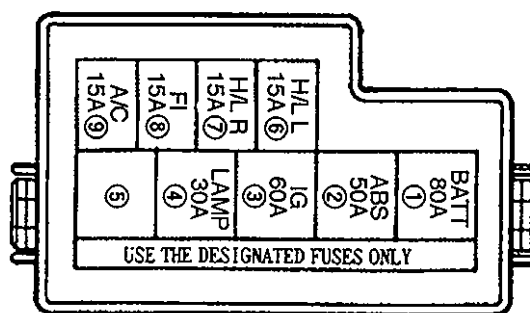 A/C
15A⑨
FI
15A⑧
H/L R
15A⑦
H/L L
15A⑥
⑤
LAMP
30A
④
IG
60A
③
ABS
50A
②
BATT
80A
①
USE THE DESIGNATED FUSES ONLY